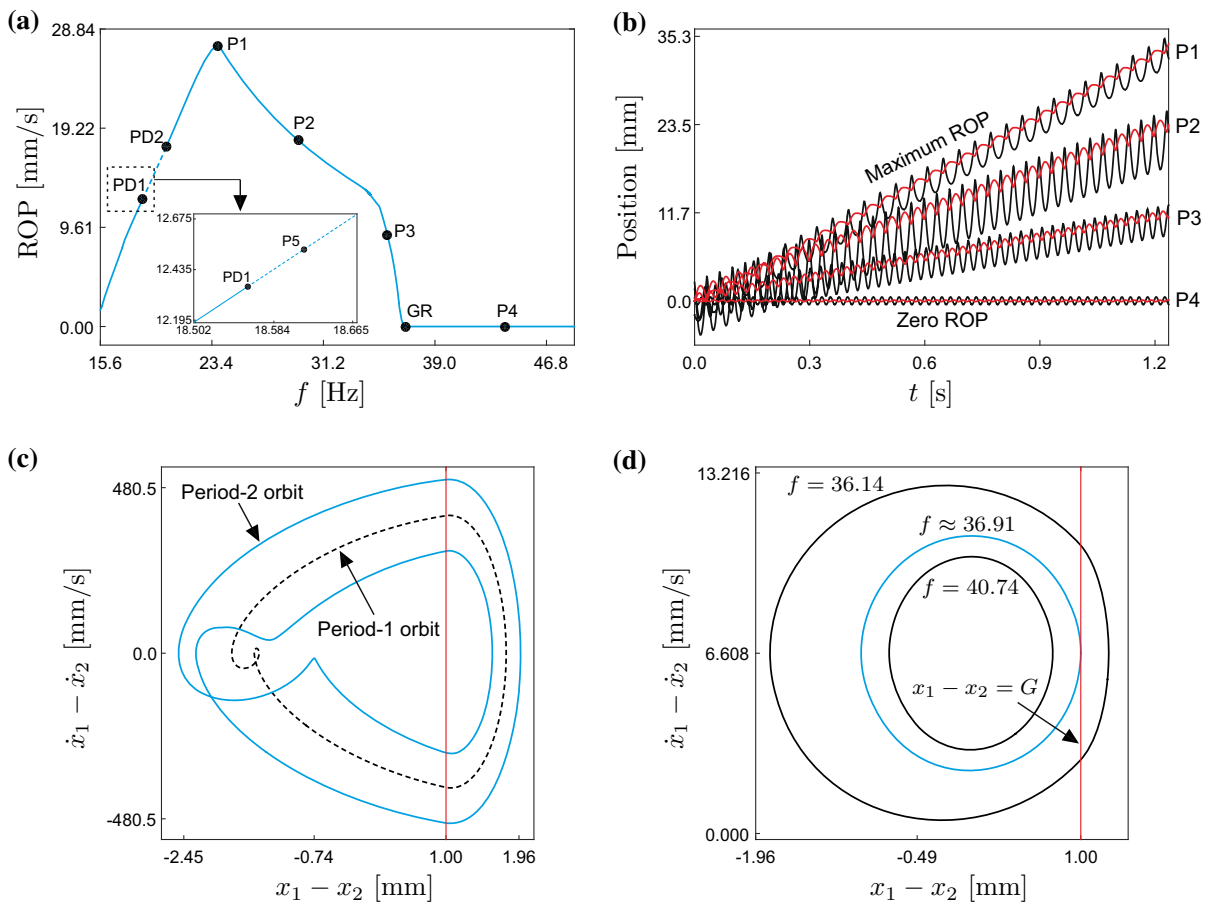 (a)
ROP [mm/s]
28.84
19.22
9.61
0.00
P1
PD2
P2
PD1
P3
GR
P4
12.675
12.435
12.195
P5
PD1
18.502
18.584
18.665
15.6
23.4
31.2
39.0
46.8
f [Hz]
(b)
Position [mm]
35.3
23.5
11.7
0.0
Maximum ROP
Zero ROP
P1
P2
P3
P4
0.0
0.3
0.6
0.9
1.2
t [s]
(c)
ẋ₁ − ẋ₂ [mm/s]
480.5
0.0
-480.5
Period-2 orbit
Period-1 orbit
-2.45
-0.74
1.00
1.96
x₁ − x₂ [mm]
(d)
ẋ₁ − ẋ₂ [mm/s]
13.216
6.608
0.000
f = 36.14
f ≈ 36.91
f = 40.74
x₁ − x₂ = G
-1.96
-0.49
1.00
x₁ − x₂ [mm]